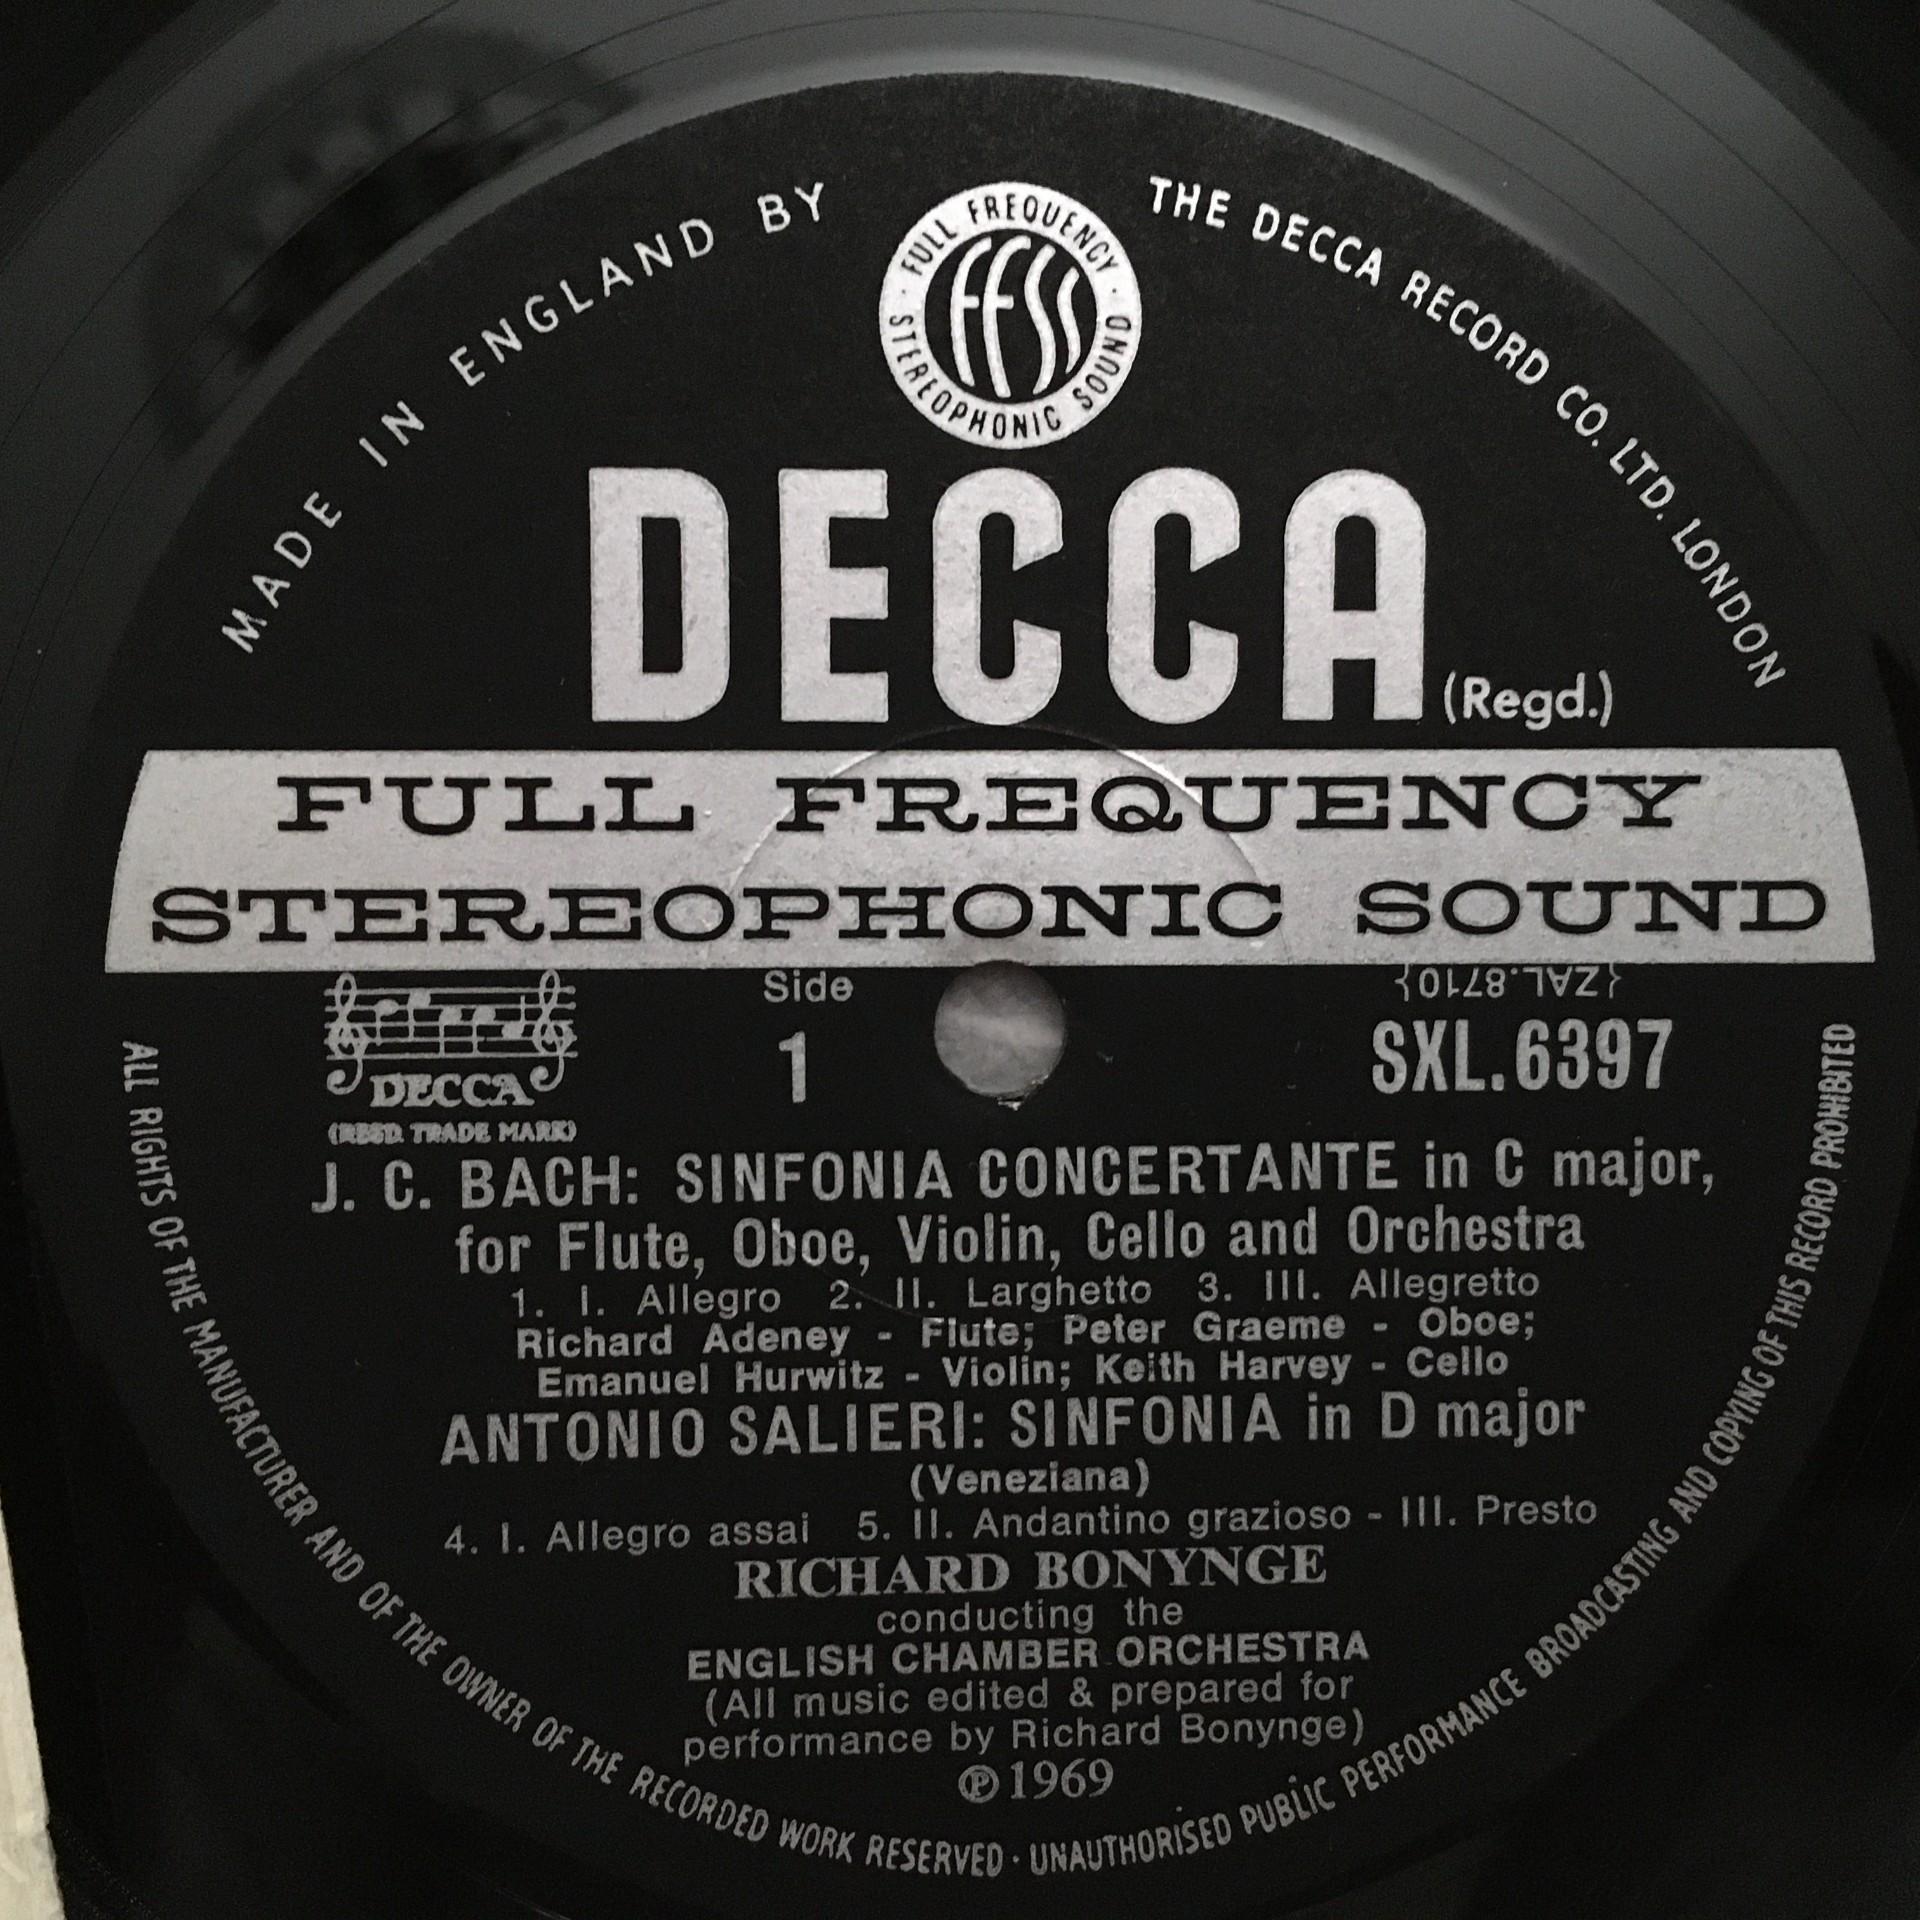 MADE IN ENGLAND BY
THE DECCA RECORD CO. LTD. LONDON
· FULL FREQUENCY ·
STEREOPHONIC SOUND
FFSS
DECCA (Regd.)
FULL FREQUENCY
STEREOPHONIC SOUND
DECCA
(REGD. TRADE MARK)
Side
1
{ZAL.8710}
SXL.6397
J. C. BACH: SINFONIA CONCERTANTE in C major,
for Flute, Oboe, Violin, Cello and Orchestra
1. I. Allegro 2. II. Larghetto 3. III. Allegretto
Richard Adeney - Flute; Peter Graeme - Oboe;
Emanuel Hurwitz - Violin; Keith Harvey - Cello
ANTONIO SALIERI: SINFONIA in D major
(Veneziana)
4. I. Allegro assai 5. II. Andantino grazioso - III. Presto
RICHARD BONYNGE
conducting the
ENGLISH CHAMBER ORCHESTRA
(All music edited & prepared for
performance by Richard Bonynge)
℗1969
ALL RIGHTS OF THE MANUFACTURER AND OF THE OWNER OF THE RECORDED WORK RESERVED · UNAUTHORISED PUBLIC PERFORMANCE BROADCASTING AND COPYING OF THIS RECORD PROHIBITED